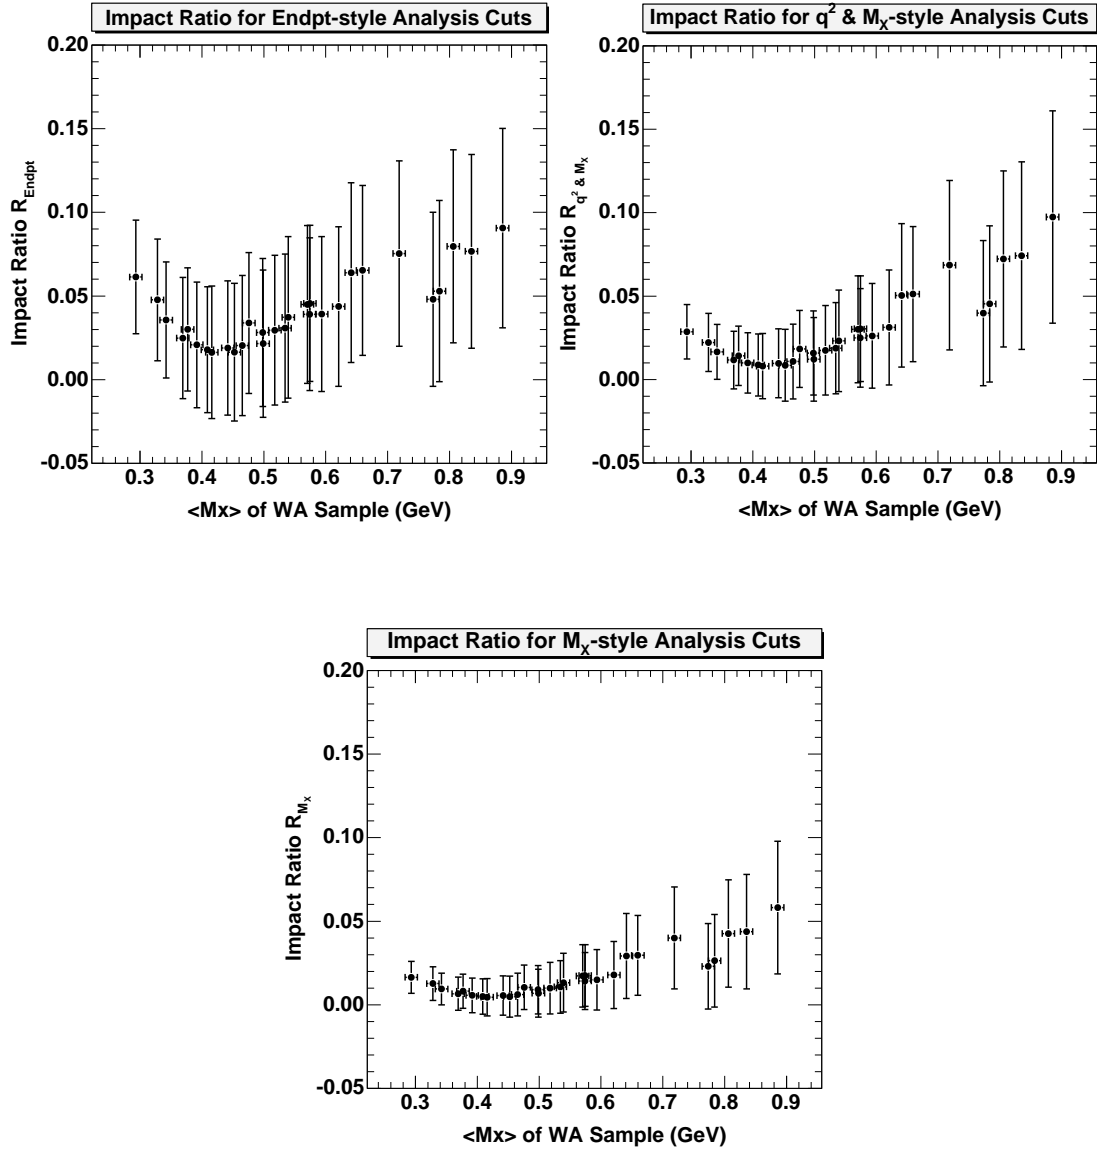 Impact Ratio for Endpt-style Analysis Cuts
0.20
0.15
0.10
0.05
0.00
-0.05
Impact Ratio R_Endpt
0.3 0.4 0.5 0.6 0.7 0.8 0.9
<Mx> of WA Sample (GeV)
Impact Ratio for q² & M_X-style Analysis Cuts
0.20
0.15
0.10
0.05
0.00
-0.05
Impact Ratio R_q² & M_X
0.3 0.4 0.5 0.6 0.7 0.8 0.9
<Mx> of WA Sample (GeV)
Impact Ratio for M_X-style Analysis Cuts
0.20
0.15
0.10
0.05
0.00
-0.05
Impact Ratio R_M_X
0.3 0.4 0.5 0.6 0.7 0.8 0.9
<Mx> of WA Sample (GeV)